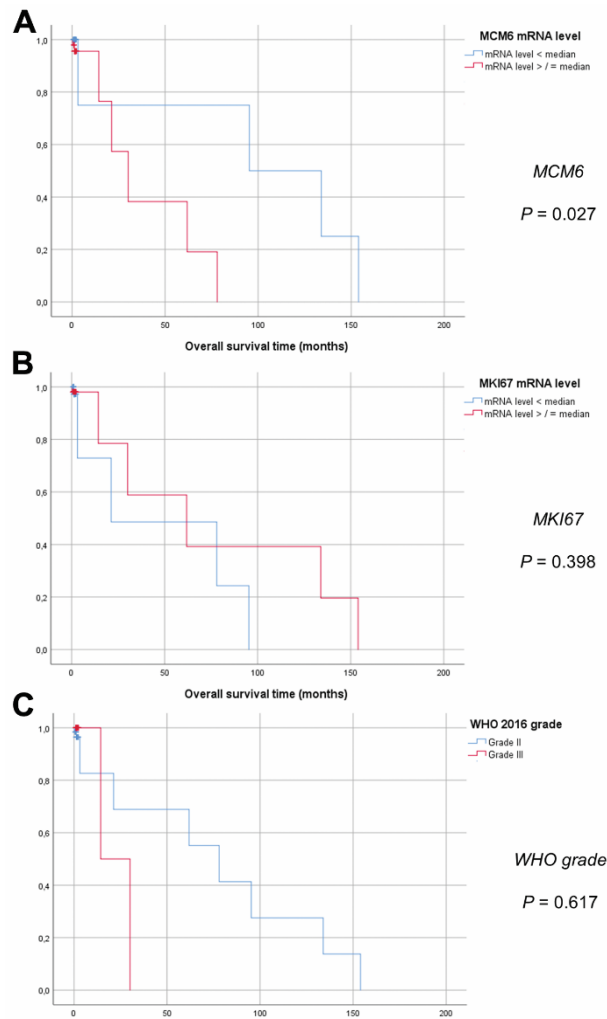 A
MCM6 mRNA level
mRNA level < median
mRNA level > / = median
1,0
0,8
0,6
0,4
0,2
0,0
0 50 100 150 200
Overall survival time (months)
MCM6
P = 0.027
B
MKI67 mRNA level
mRNA level < median
mRNA level > / = median
1,0
0,8
0,6
0,4
0,2
0,0
0 50 100 150 200
Overall survival time (months)
MKI67
P = 0.398
C
WHO 2016 grade
Grade II
Grade III
1,0
0,8
0,6
0,4
0,2
0,0
0 50 100 150 200
WHO grade
P = 0.617